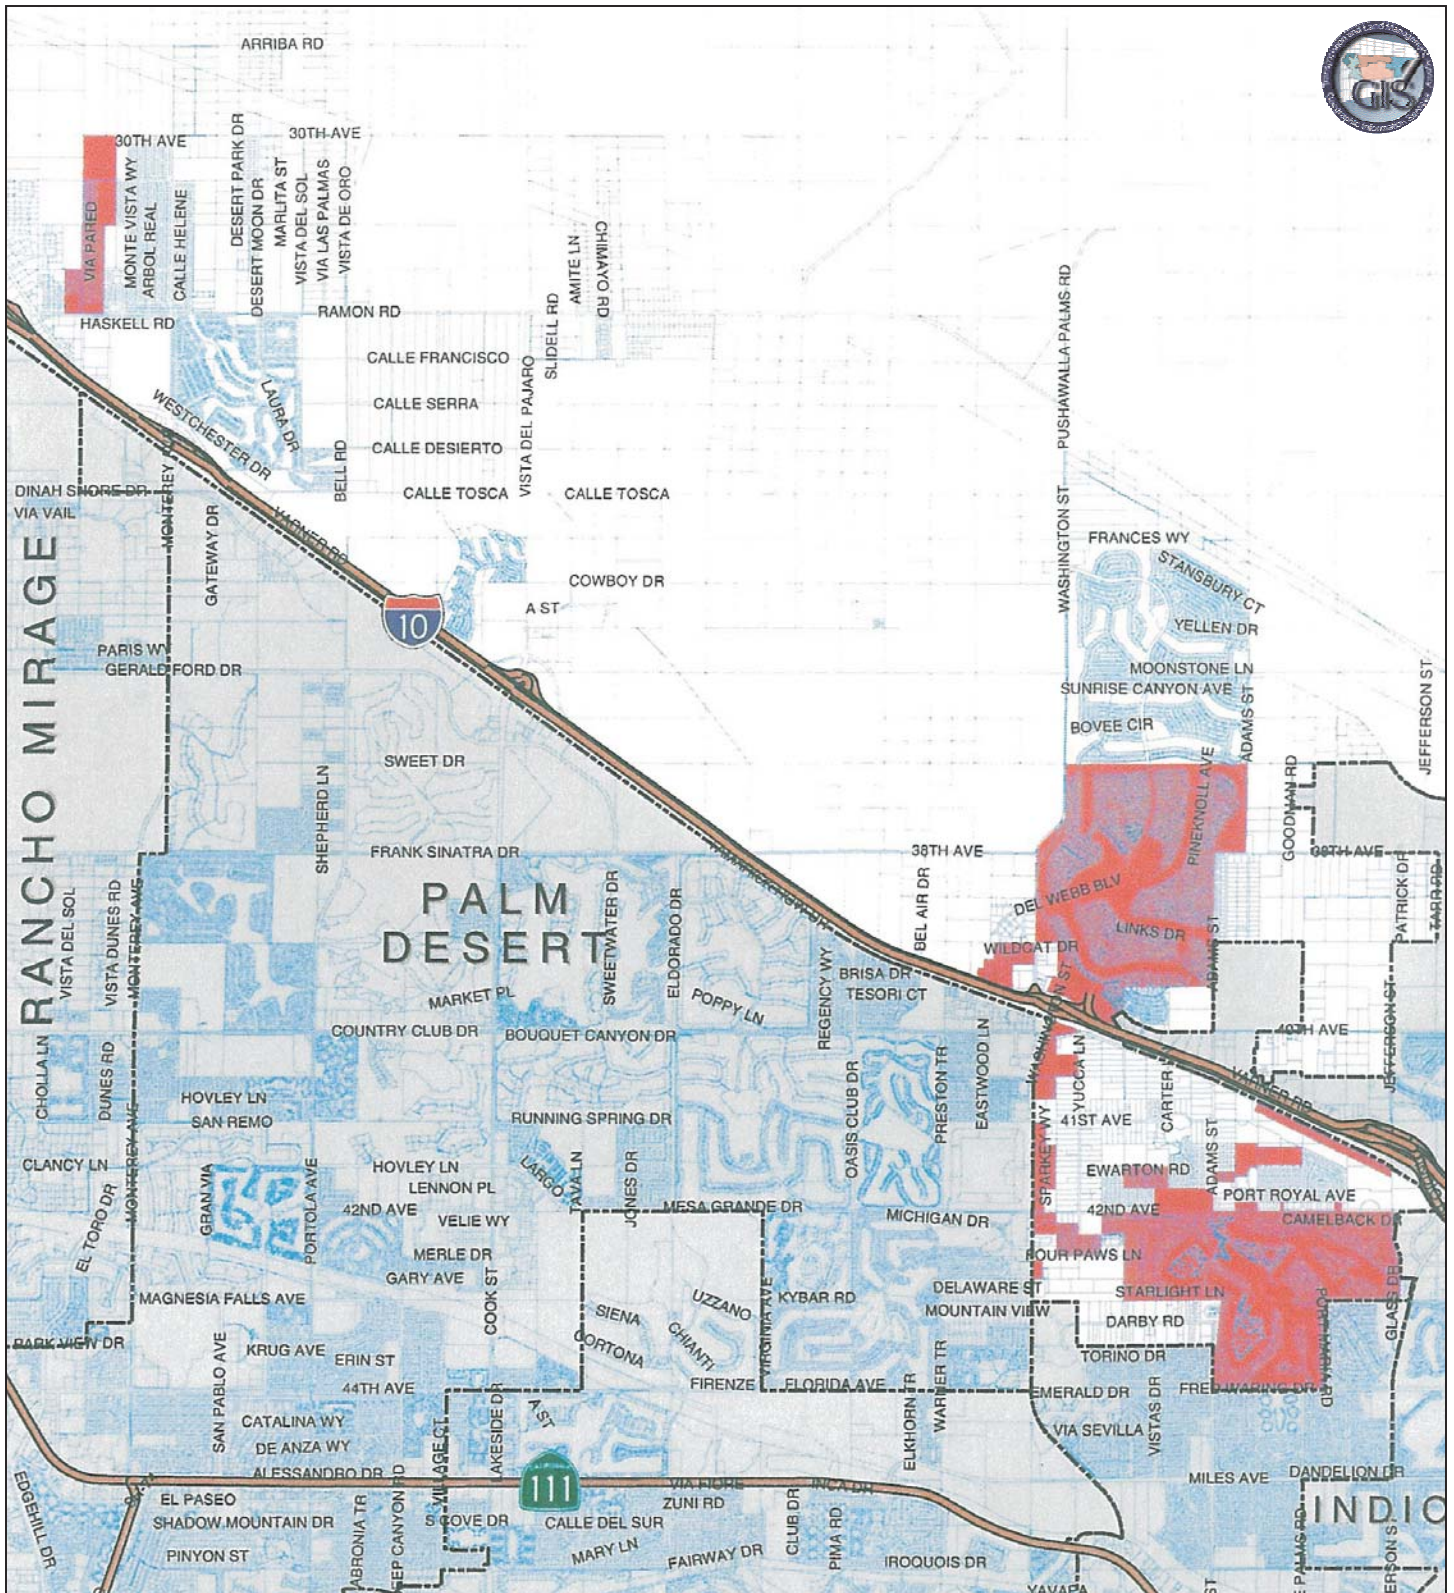 ARRIBA RD
GIS
30TH AVE
30TH AVE
DESERT PARK DR
DESERT MOON DR
MARLITA ST
VISTA DEL SOL
VIA LAS PALMAS
VISTA DE ORO
VIA PARED
MONTE VISTA WY
ARBOL REAL
CALLE HELENE
AMITE LN
CHIMAYO RD
SLIDELL RD
PUSHAWALLA PALMS RD
HASKELL RD
RAMON RD
CALLE FRANCISCO
CALLE SERRA
CALLE DESIERTO
CALLE TOSCA
CALLE TOSCA
VISTA DEL PAJARO
LAURA DR
WESTCHESTER DR
BELL RD
DINAH SHORE DR
VIA VAIL
MONTEREY
GATEWAY DR
VARNER RD
RANCHO MIRAGE
WASHINGTON ST
FRANCES WY
STANSBURY CT
YELLEN DR
COWBOY DR
A ST
10
PARIS WY
GERALD FORD DR
MOONSTONE LN
SUNRISE CANYON AVE
BOVEE CIR
ADAMS ST
JEFFERSON ST
SWEET DR
SHEPHERD LN
PINEKNOLL AVE
GOODMAN RD
FRANK SINATRA DR
38TH AVE
38TH AVE
PALM
DESERT
VISTA DEL SOL
VISTA DUNES RD
MONTEREY AVE
SWEETWATER DR
ELDORADO DR
BEL AIR DR
DEL WEBB BLV
LINKS DR
WILDCAT DR
ADAMS ST
PATRICK DR
TARR RD
BRISA DR
TESORI CT
REGENCY WY
MARKET PL
POPPY LN
COUNTRY CLUB DR
BOUQUET CANYON DR
WASHINGTON ST
40TH AVE
JEFFERSON ST
CHOLLA LN
DUNES RD
HOVLEY LN
SAN REMO
RUNNING SPRING DR
OASIS CLUB DR
PRESTON TR
EASTWOOD LN
YUCCA LN
41ST AVE
CARTER
VARNER RD
CLANCY LN
MONTEREY AVE
EL TORO DR
GRAN VIA
PORTOLA AVE
HOVLEY LN
LENNON PL
42ND AVE
VELIE WY
MERLE DR
GARY AVE
LARGO
TAVA LN
JONES DR
MESA GRANDE DR
MICHIGAN DR
SPARKEY WY
EWARTON RD
ADAMS ST
PORT ROYAL AVE
42ND AVE
CAMELBACK DR
FOUR PAWS LN
STARLIGHT LN
DELAWARE ST
MOUNTAIN VIEW
DARBY RD
TORINO DR
GLASS DR
MAGNESIA FALLS AVE
COOK ST
SIENA
UZZANO
CORTONA
CHIANTI
VIRGINIA AVE
KYBAR RD
PARK VIEW DR
SAN PABLO AVE
KRUG AVE
ERIN ST
44TH AVE
FIRENZE
FLORIDA AVE
ELKHORN TR
WARNER TR
EMERALD DR
FRED WARING DR
VIA SEVILLA
VISTAS DR
CATALINA WY
DE ANZA WY
ALESSANDRO DR
VILLAGE CT
LAKESIDE DR
A ST
111
VIA FIORE
INCA DR
MILES AVE
DANDELION DR
INDIO
EDGEHILL DR
EL PASEO
SHADOW MOUNTAIN DR
PINYON ST
ABRONIA TR
DEEP CANYON RD
S COVE DR
ZUNI RD
CALLE DEL SUR
MARY LN
FAIRWAY DR
CLUB DR
PIMA RD
IROQUOIS DR